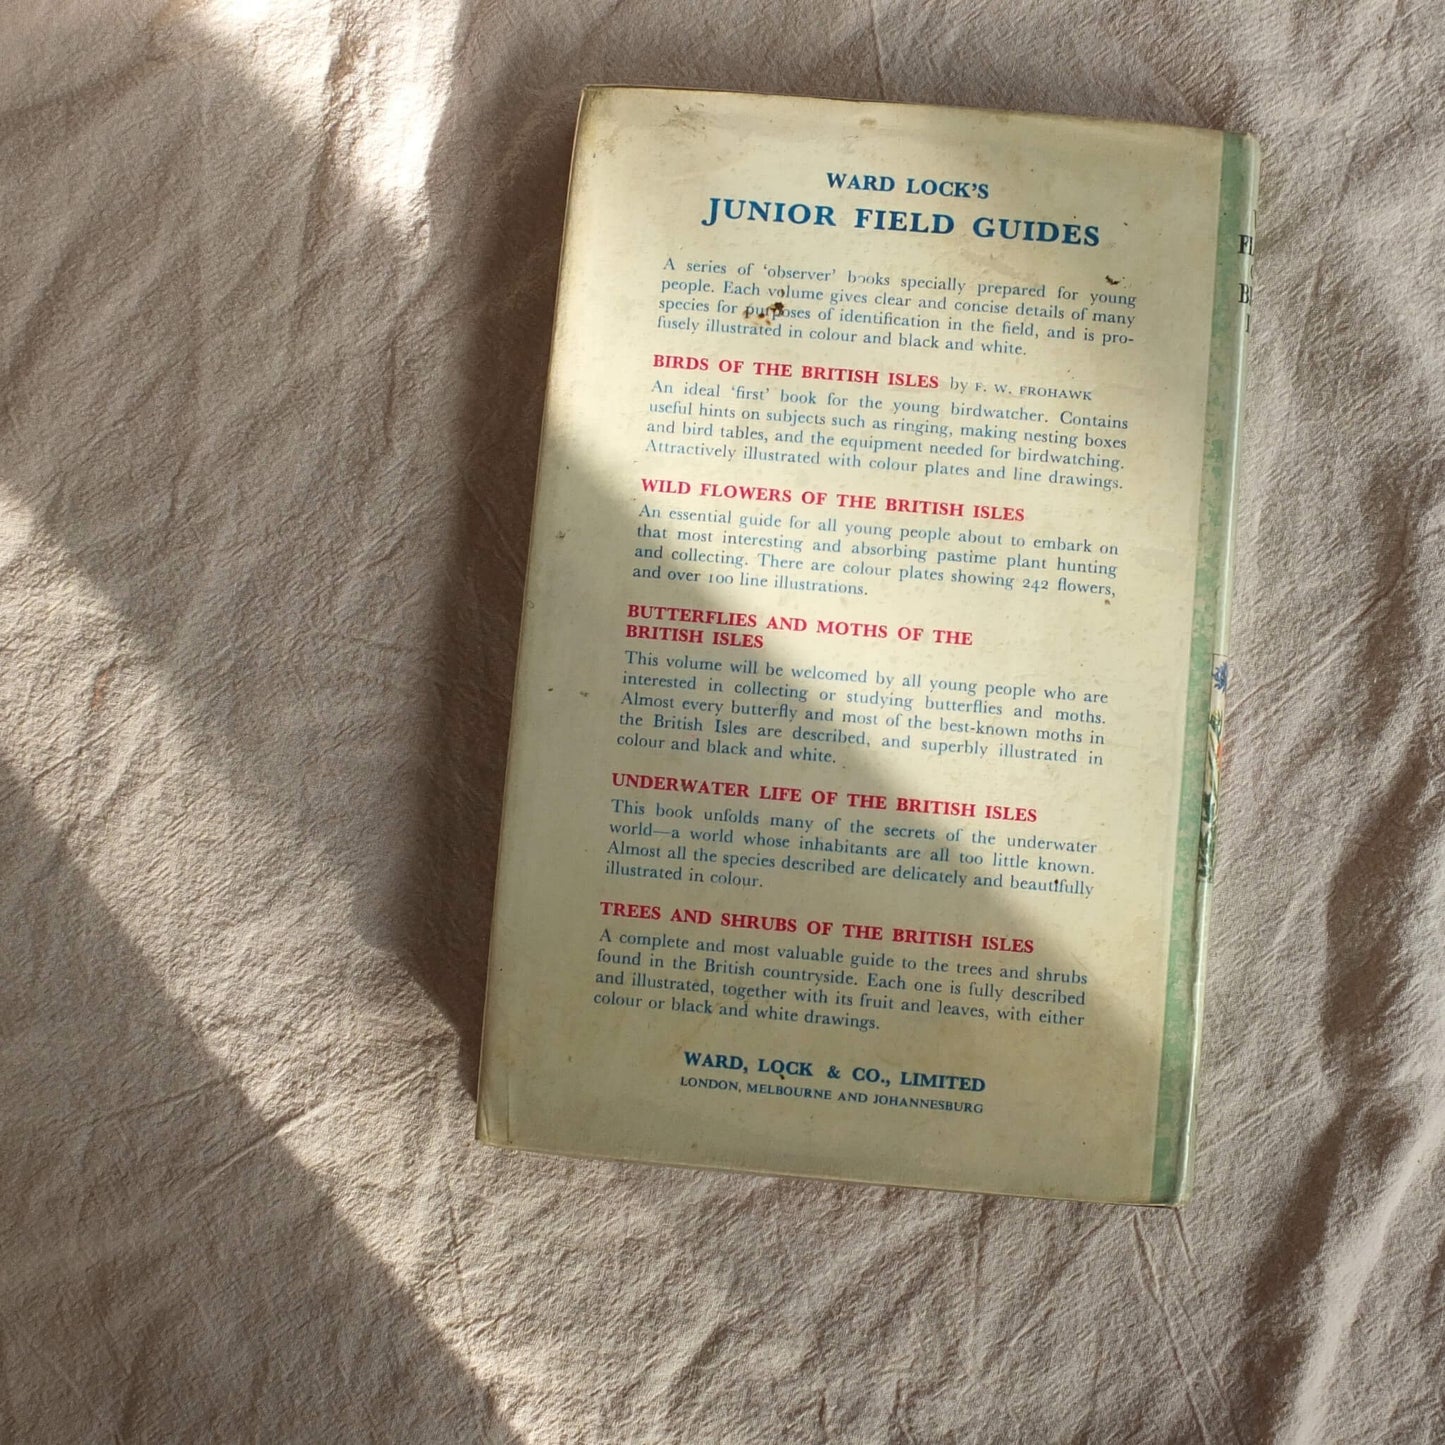 WARD LOCK'S
JUNIOR FIELD GUIDES
A series of 'observer' books specially prepared for young
people. Each volume gives clear and concise details of many
species for purposes of identification in the field, and is pro-
fusely illustrated in colour and black and white.
BIRDS OF THE BRITISH ISLES by F. W. FROHAWK
An ideal 'first' book for the young birdwatcher. Contains
useful hints on subjects such as ringing, making nesting boxes
and bird tables, and the equipment needed for birdwatching.
Attractively illustrated with colour plates and line drawings.
WILD FLOWERS OF THE BRITISH ISLES
An essential guide for all young people about to embark on
that most interesting and absorbing pastime plant hunting
and collecting. There are colour plates showing 242 flowers,
and over 100 line illustrations.
BUTTERFLIES AND MOTHS OF THE
BRITISH ISLES
This volume will be welcomed by all young people who are
interested in collecting or studying butterflies and moths.
Almost every butterfly and most of the best-known moths in
the British Isles are described, and superbly illustrated in
colour and black and white.
UNDERWATER LIFE OF THE BRITISH ISLES
This book unfolds many of the secrets of the underwater
world—a world whose inhabitants are all too little known.
Almost all the species described are delicately and beautifully
illustrated in colour.
TREES AND SHRUBS OF THE BRITISH ISLES
A complete and most valuable guide to the trees and shrubs
found in the British countryside. Each one is fully described
and illustrated, together with its fruit and leaves, with either
colour or black and white drawings.
WARD, LOCK & CO., LIMITED
LONDON, MELBOURNE AND JOHANNESBURG